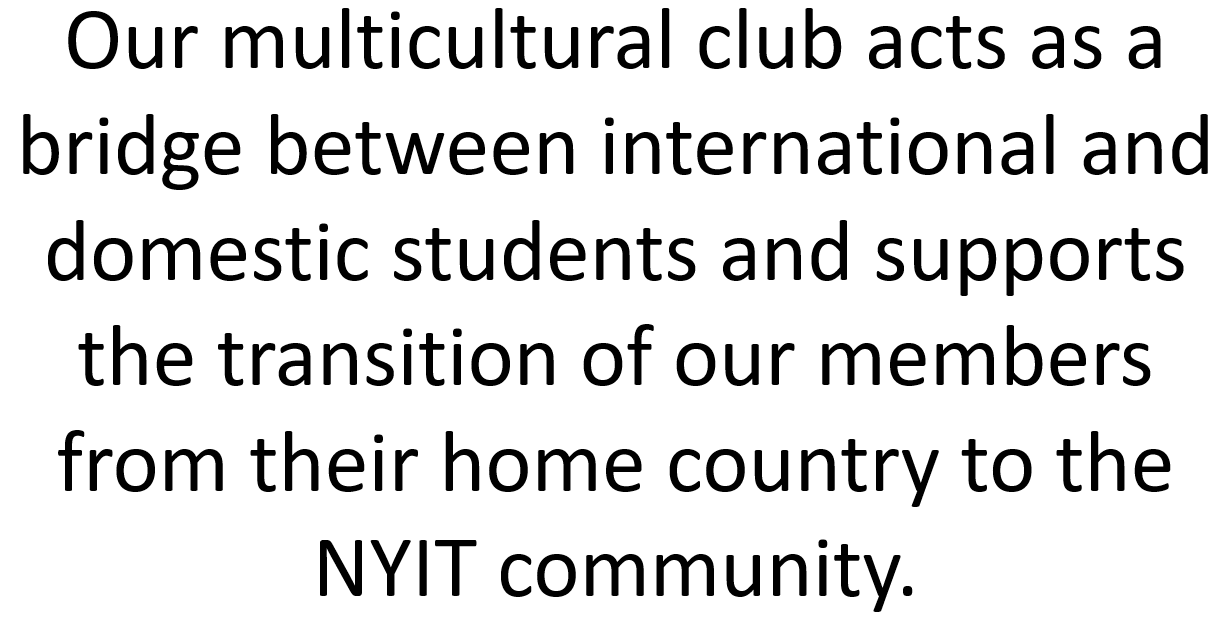 Our multicultural club acts as a
bridge between international and
domestic students and supports
the transition of our members
from their home country to the
NYIT community.